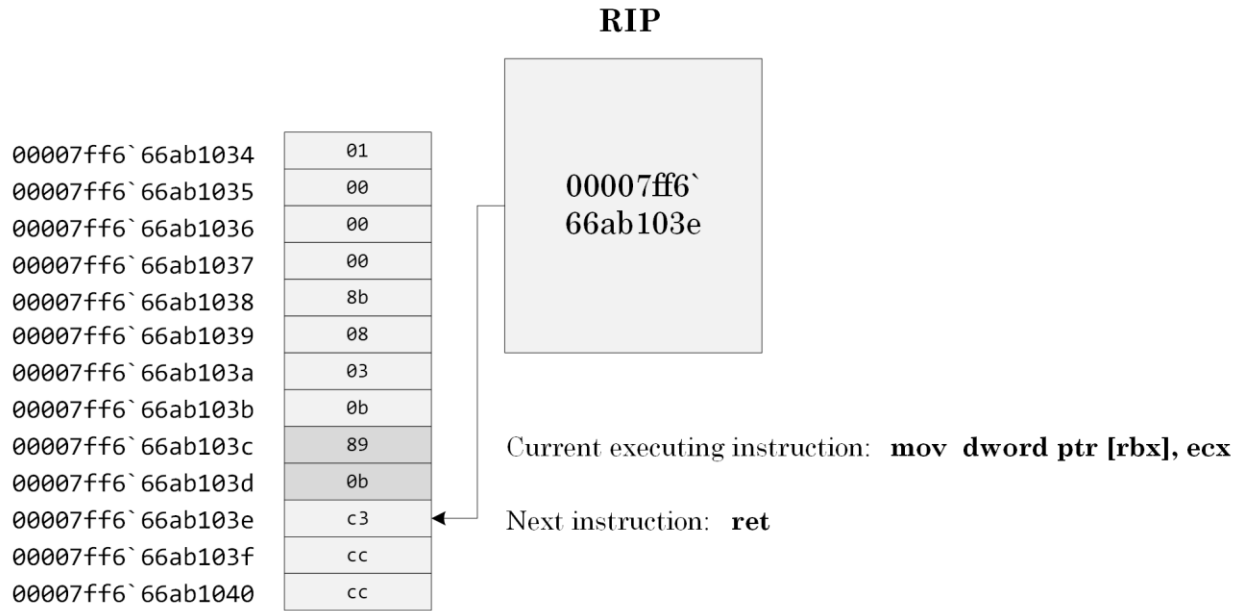 RIP
00007ff6`
66ab103e
00007ff6`66ab1034 01
00007ff6`66ab1035 00
00007ff6`66ab1036 00
00007ff6`66ab1037 00
00007ff6`66ab1038 8b
00007ff6`66ab1039 08
00007ff6`66ab103a 03
00007ff6`66ab103b 0b
00007ff6`66ab103c 89 Current executing instruction: mov dword ptr [rbx], ecx
00007ff6`66ab103d 0b
00007ff6`66ab103e c3 Next instruction: ret
00007ff6`66ab103f cc
00007ff6`66ab1040 cc